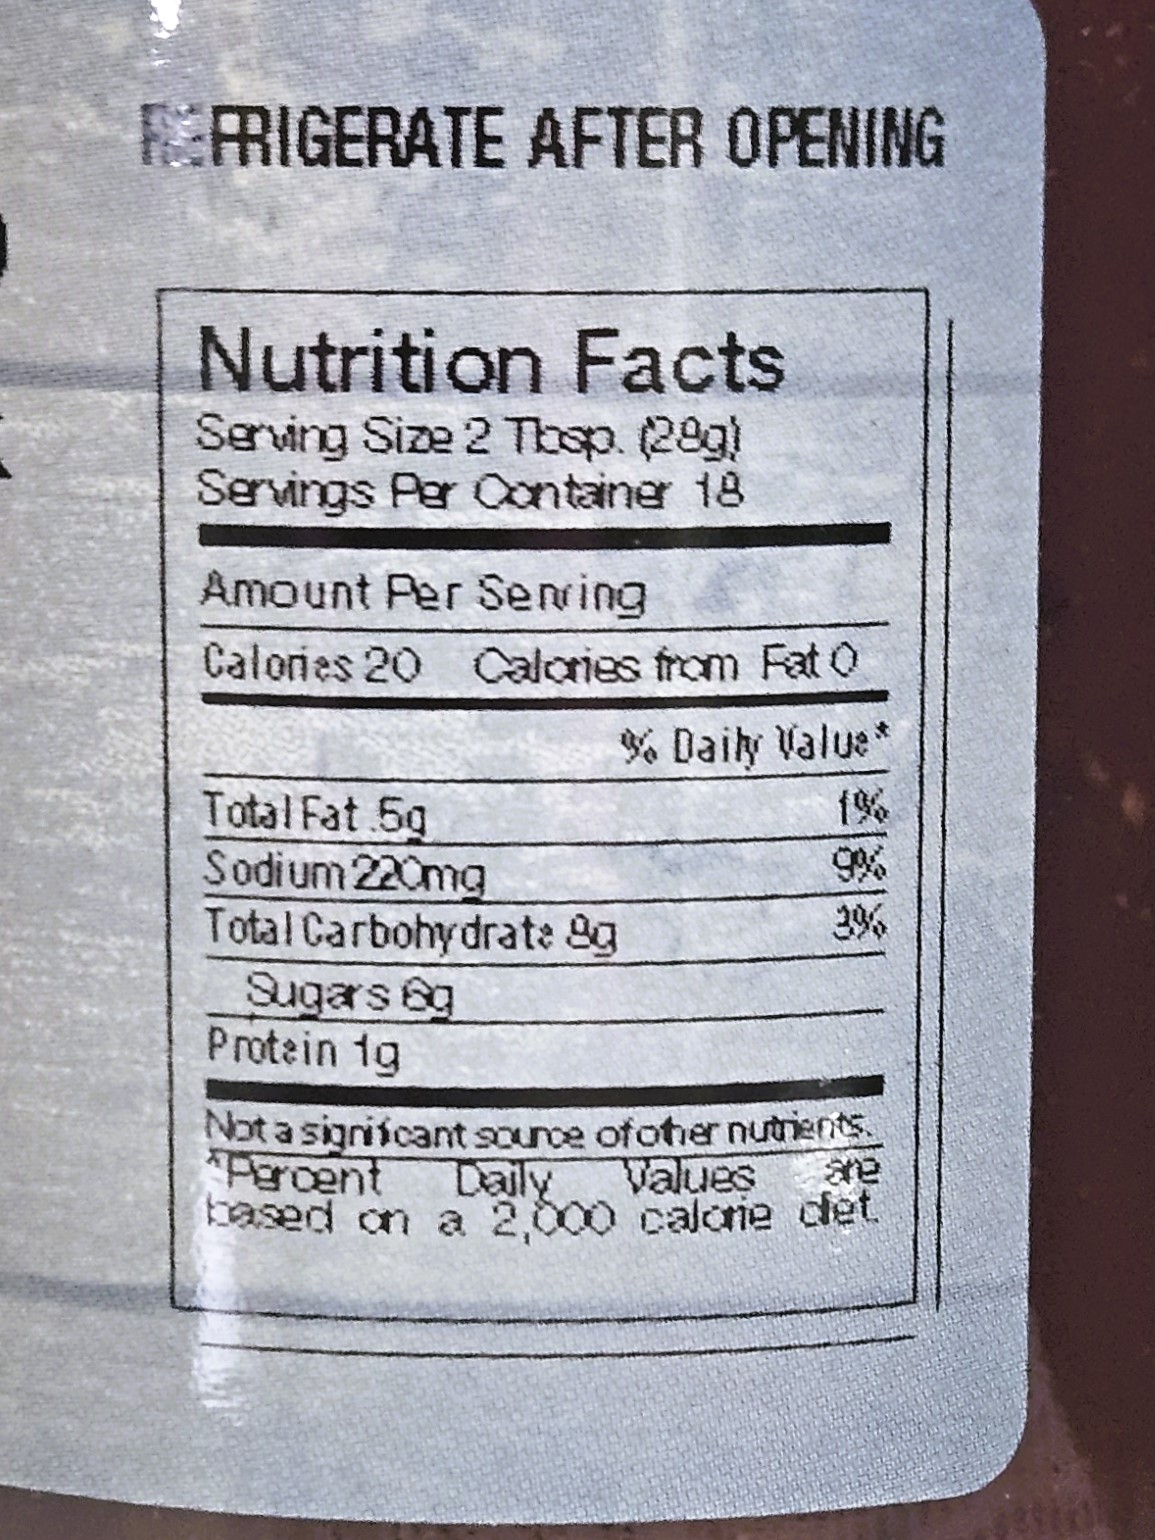 REFRIGERATE AFTER OPENING
Nutrition Facts
Serving Size 2 Tbsp. (28g)
Servings Per Container 18
Amount Per Serving
Calories 20 Calories from Fat 0
% Daily Value*
Total Fat .5g 1%
Sodium 220mg 9%
Total Carbohydrate 8g 3%
Sugars 6g
Protein 1g
Not a significant source of other nutrients.
*Percent Daily Values are
based on a 2,000 calorie diet.